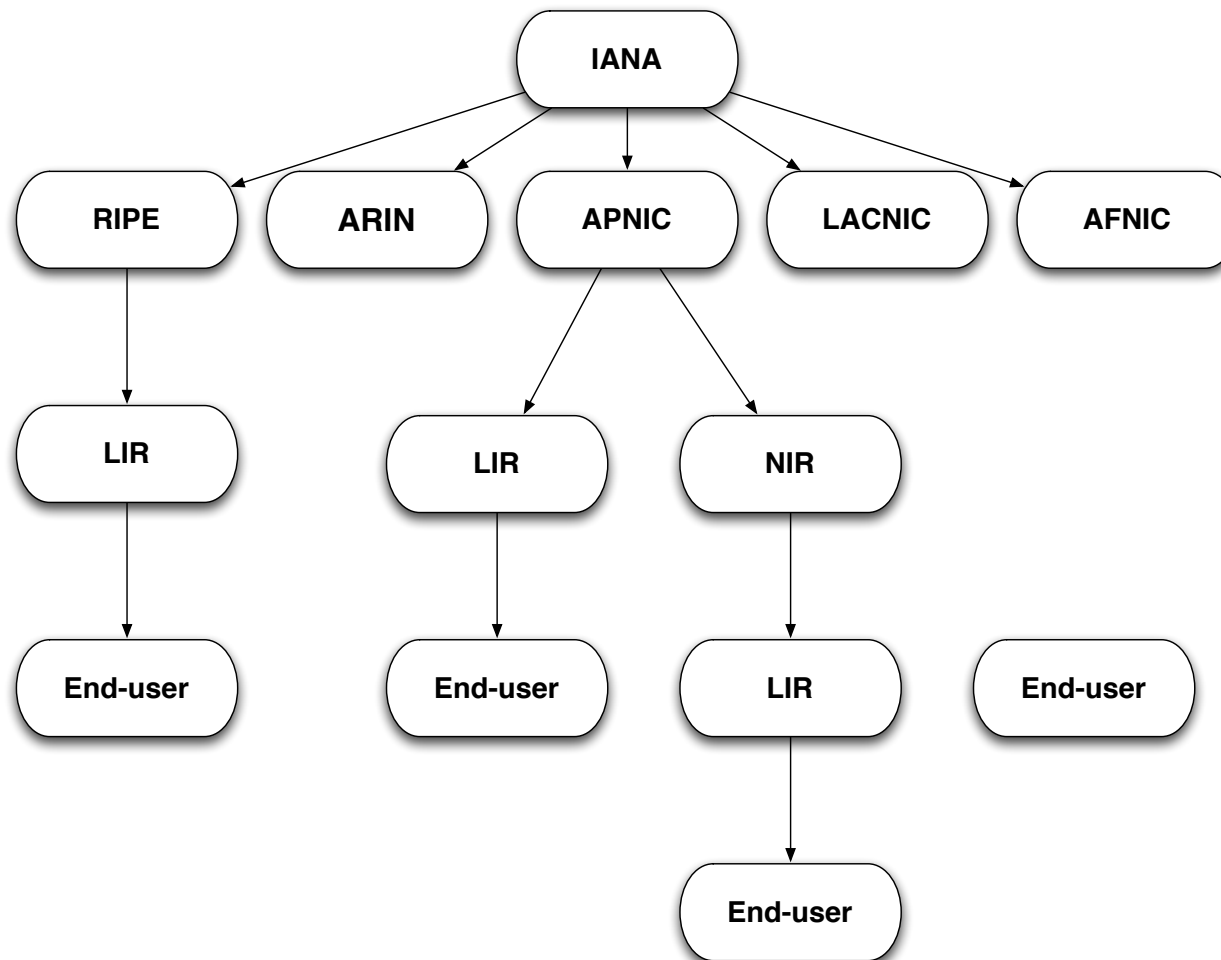 IANA
RIPE
ARIN
APNIC
LACNIC
AFNIC
LIR
LIR
NIR
End-user
End-user
LIR
End-user
End-user